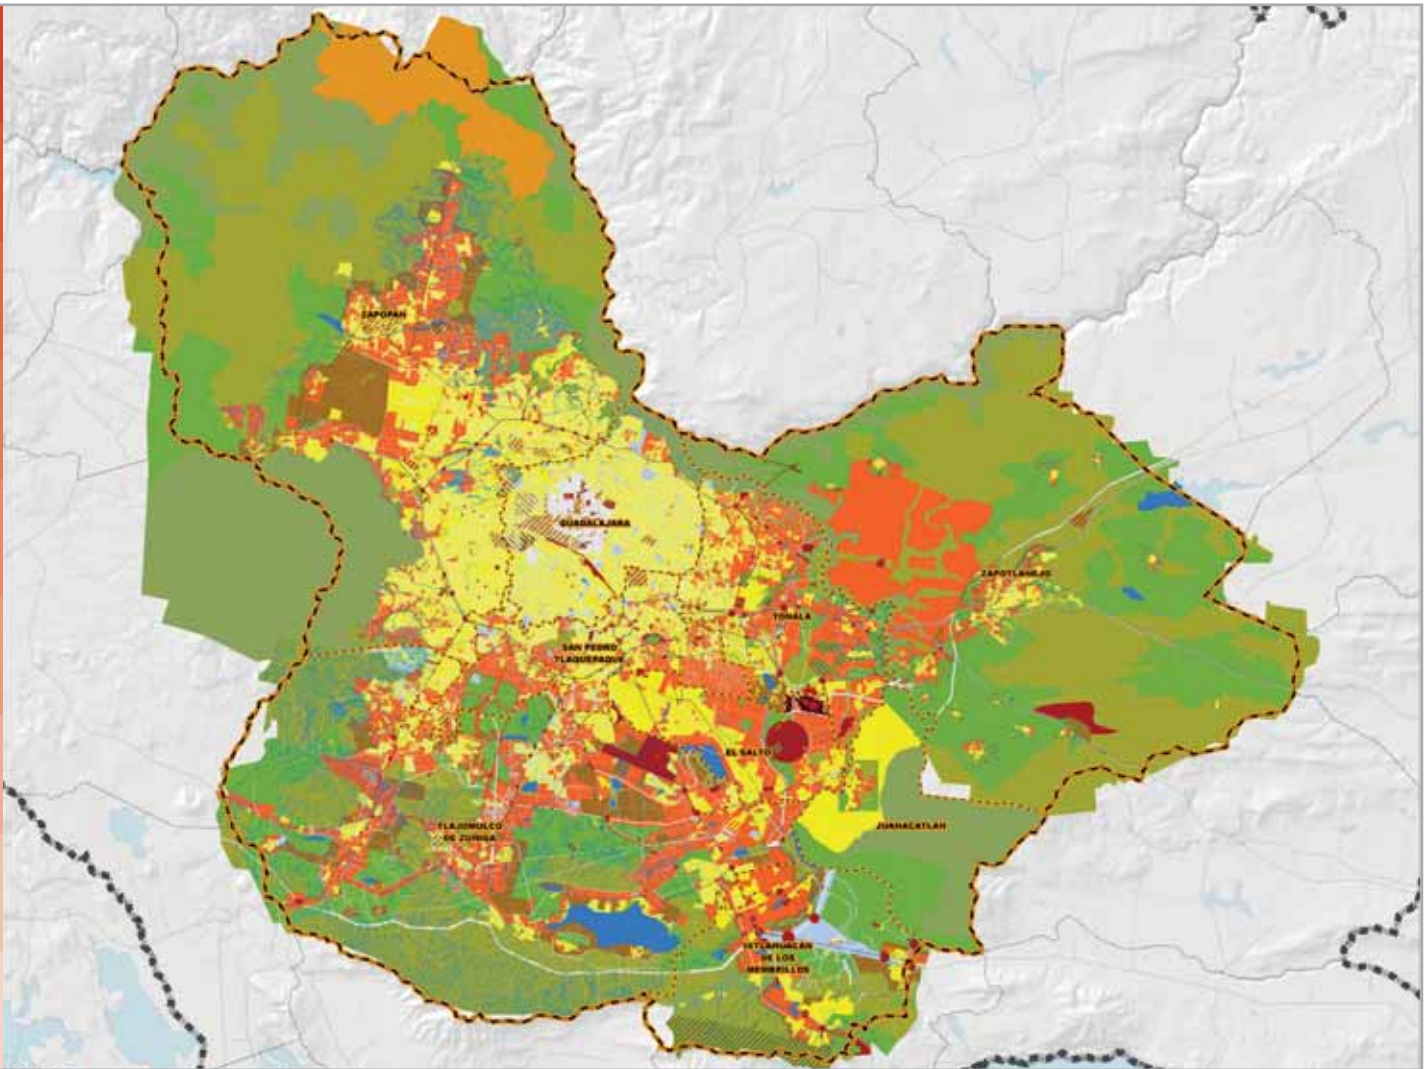 ZAPOPAN
GUADALAJARA
ZAPOTLANEJO
TONALA
SAN PEDRO
TLAQUEPAQUE
EL SALTO
TLAJOMULCO
DE ZUÑIGA
JUANACATLAN
IXTLAHUACAN
DE LOS
MEMBRILLOS